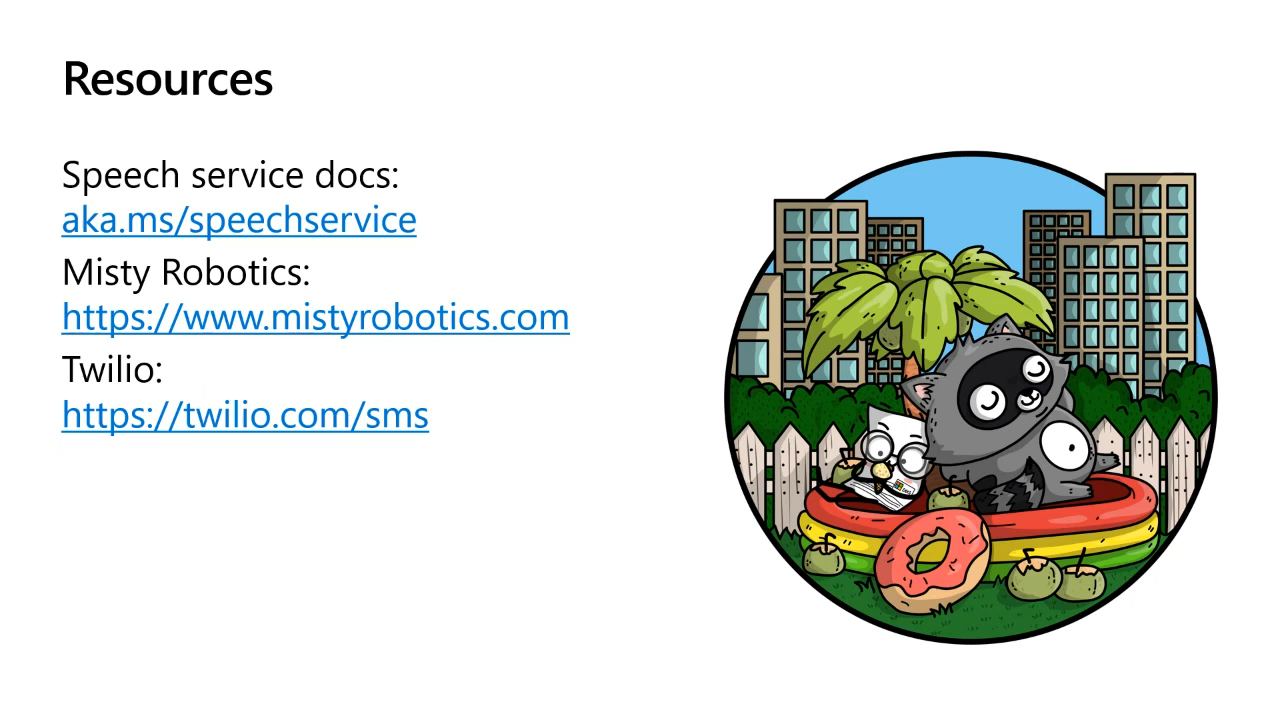 Resources
Speech service docs:
aka.ms/speechservice
Misty Robotics:
https://www.mistyrobotics.com
Twilio:
https://twilio.com/sms